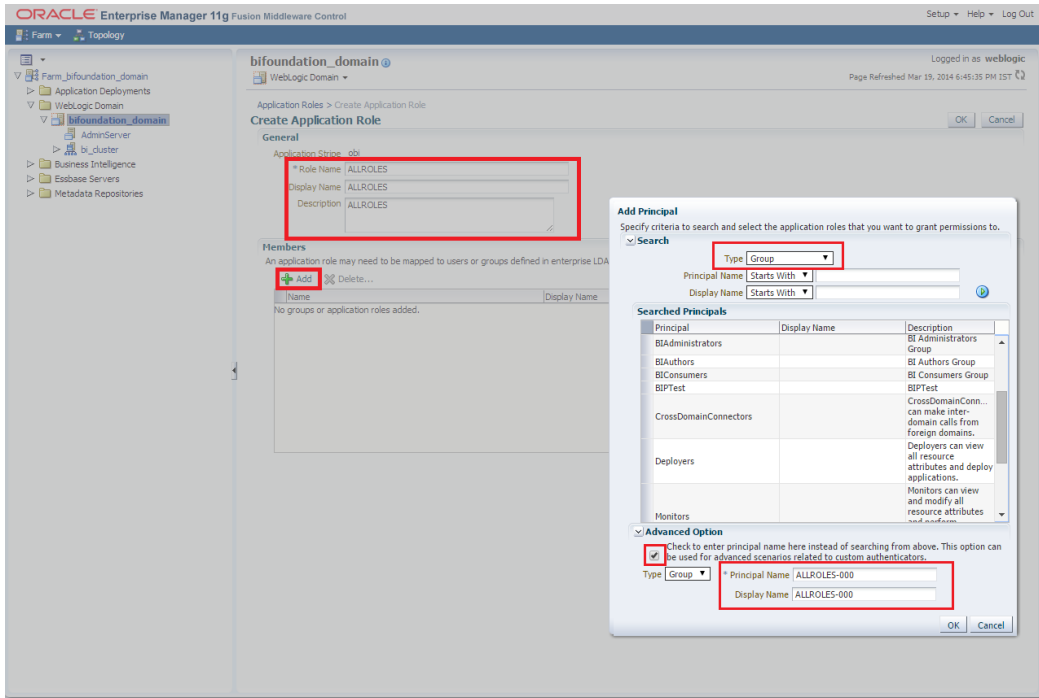 ORACLE Enterprise Manager 11g Fusion Middleware Control
Setup Help Log Out
Farm Topology
Farm_bifoundation_domain
Application Deployments
WebLogic Domain
bifoundation_domain
AdminServer
bi_cluster
Business Intelligence
Essbase Servers
Metadata Repositories
bifoundation_domain
Logged in as weblogic
WebLogic Domain
Page Refreshed Mar 19, 2014 6:45:35 PM IST
Application Roles > Create Application Role
Create Application Role
OK Cancel
General
Application Stripe obi
* Role Name ALLROLES
Display Name ALLROLES
Description ALLROLES
Members
An application role may need to be mapped to users or groups defined in enterprise LDA
Add Delete...
Name Display Name
No groups or application roles added.
Add Principal
Specify criteria to search and select the application roles that you want to grant permissions to.
Search
Type Group
Principal Name Starts With
Display Name Starts With
Searched Principals
Principal Display Name Description
BIAdministrators BI Administrators
Group
BIAuthors BI Authors Group
BIConsumers BI Consumers Group
BIPTest BIPTest
CrossDomainConnectors CrossDomainConn...
can make inter-
domain calls from
foreign domains.
Deployers Deployers can view
all resource
attributes and deploy
applications.
Monitors Monitors can view
and modify all
resource attributes
and perform
Advanced Option
Check to enter principal name here instead of searching from above. This option can
be used for advanced scenarios related to custom authenticators.
Type Group * Principal Name ALLROLES-000
Display Name ALLROLES-000
OK Cancel